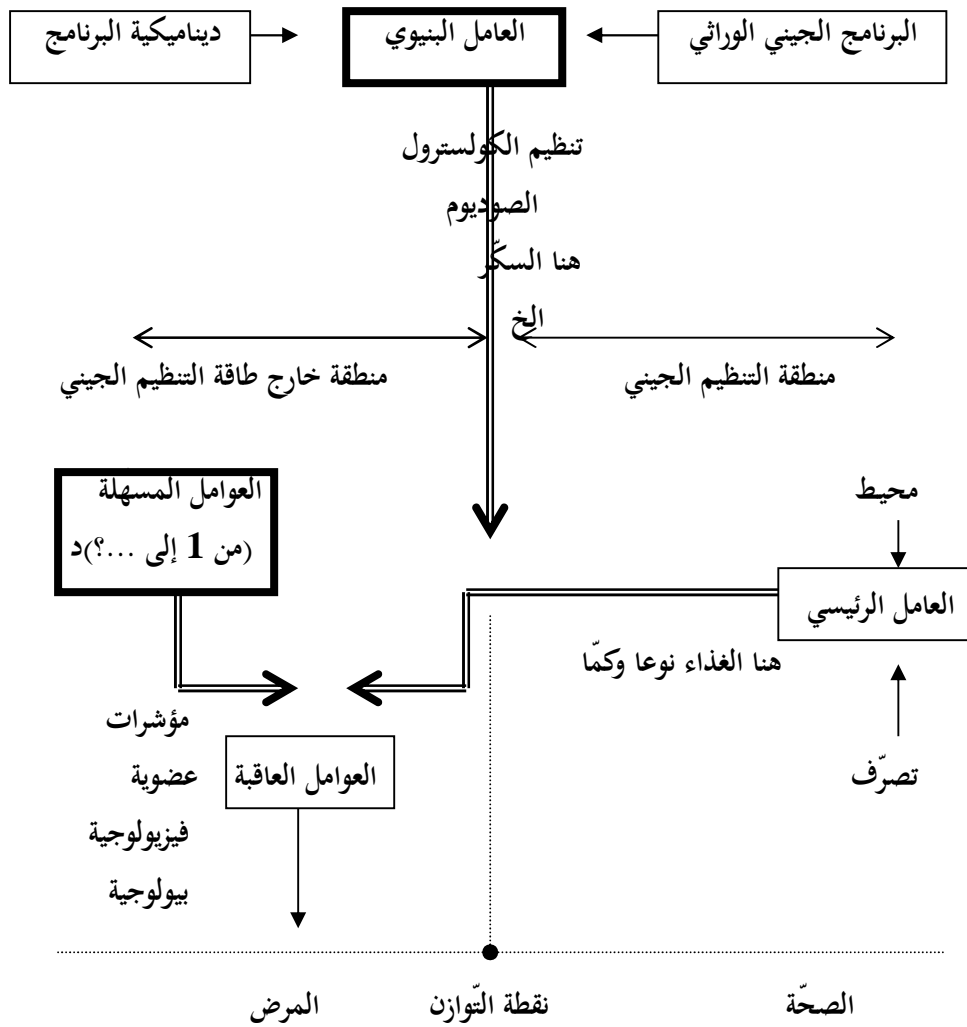 البرنامج الجيني الوراثي
العامل البنيوي
ديناميكية البرنامج
تنظيم الكولسترول
الصوديوم
هنا السكّر
الخ
منطقة التنظيم الجيني
منطقة خارج طاقة التنظيم الجيني
العوامل المسهلة
(من 1 إلى ...؟)د
محيط
العامل الرئيسي
هنا الغذاء نوعا وكمّا
تصرّف
مؤشرات
عضوية
فيزيولوجية
بيولوجية
العوامل العاقبة
الصحّة
نقطة التّوازن
المرض